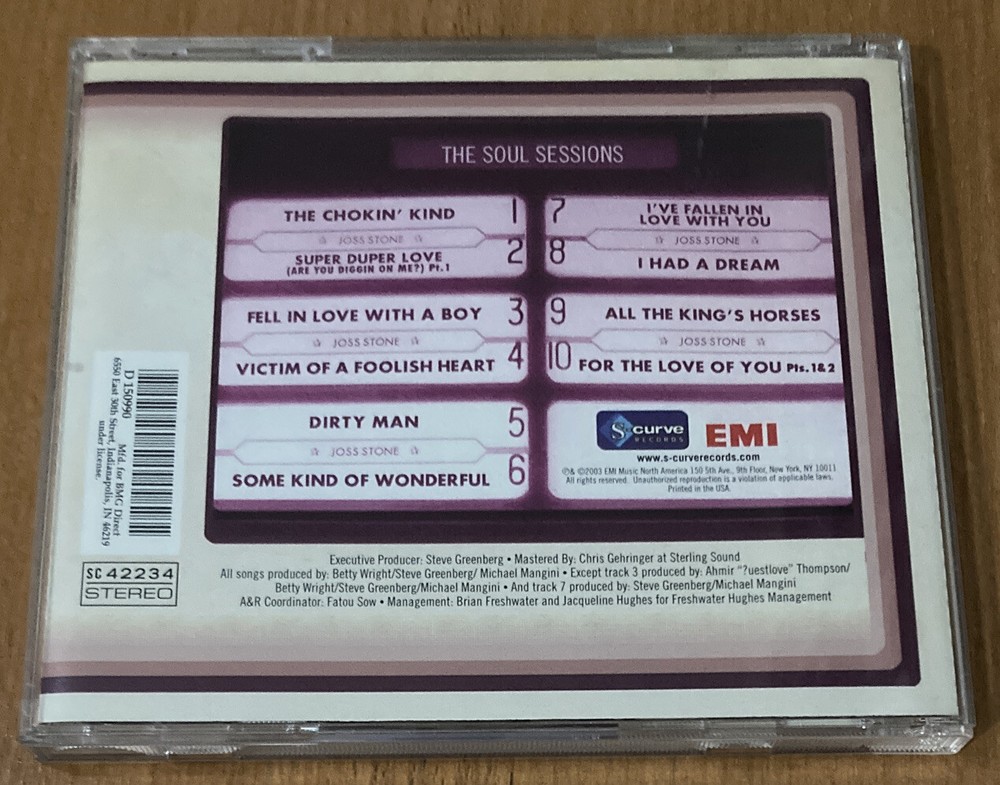 THE SOUL SESSIONS
THE CHOKIN' KIND 1
☆ JOSS STONE ☆
SUPER DUPER LOVE 2
(ARE YOU DIGGIN ON ME?) Pt.1
FELL IN LOVE WITH A BOY 3
☆ JOSS STONE ☆
VICTIM OF A FOOLISH HEART 4
DIRTY MAN 5
☆ JOSS STONE ☆
SOME KIND OF WONDERFUL 6
7 I'VE FALLEN IN
LOVE WITH YOU
☆ JOSS STONE ☆
8 I HAD A DREAM
9 ALL THE KING'S HORSES
☆ JOSS STONE ☆
10 FOR THE LOVE OF YOU Pts. 1&2
S-curve RECORDS EMI
www.s-curverecords.com
℗& ©2003 EMI Music North America 150 5th Ave., 9th Floor, New York, NY 10011
All rights reserved. Unauthorized reproduction is a violation of applicable laws.
Printed in the USA
D 150990
Mfd. for BMG Direct
6550 East 30th Street, Indianapolis, IN 46219
under license.
SC 42234
STEREO
Executive Producer: Steve Greenberg • Mastered By: Chris Gehringer at Sterling Sound
All songs produced by: Betty Wright/Steve Greenberg/ Michael Mangini • Except track 3 produced by: Ahmir "?uestlove" Thompson/
Betty Wright/Steve Greenberg/Michael Mangini • And track 7 produced by: Steve Greenberg/Michael Mangini
A&R Coordinator: Fatou Sow • Management: Brian Freshwater and Jacqueline Hughes for Freshwater Hughes Management